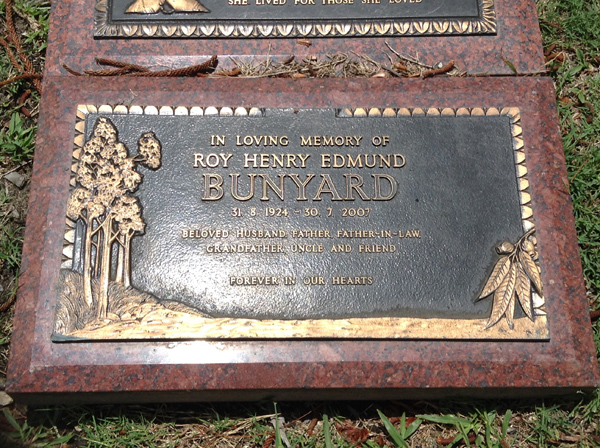 SHE LIVED FOR THOSE SHE LOVED
IN LOVING MEMORY OF
ROY HENRY EDMUND
BUNYARD
31. 8. 1924 - 30. 7. 2007
BELOVED HUSBAND, FATHER, FATHER-IN-LAW,
GRANDFATHER, UNCLE AND FRIEND
FOREVER IN OUR HEARTS